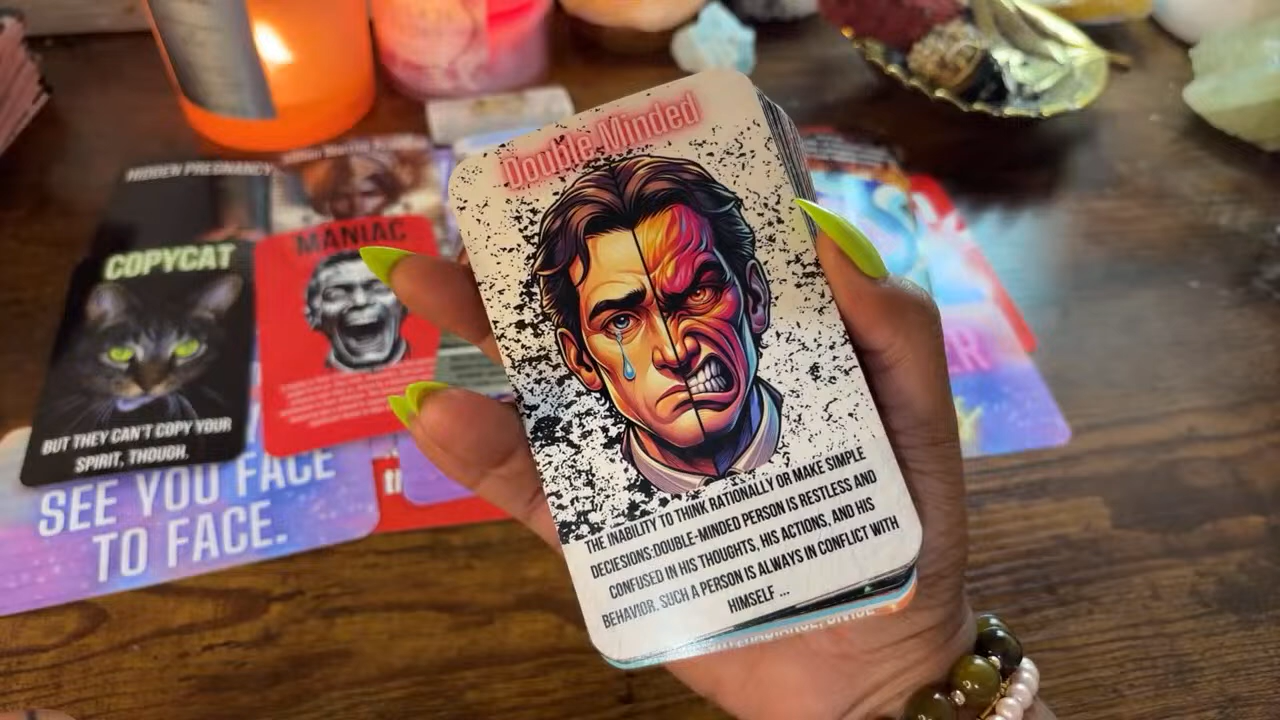 Double Minded
THE INABILITY TO THINK RATIONALLY OR MAKE SIMPLE
DECIESIONS:DOUBLE-MINDED PERSON IS RESTLESS AND
CONFUSED IN HIS THOUGHTS, HIS ACTIONS, AND HIS
BEHAVIOR. SUCH A PERSON IS ALWAYS IN CONFLICT WITH
HIMSELF ...
HIDDEN PREGNANCY
COPYCAT
BUT THEY CAN'T COPY YOUR
SPIRIT, THOUGH.
MANIAC
SEE YOU FACE
TO FACE.